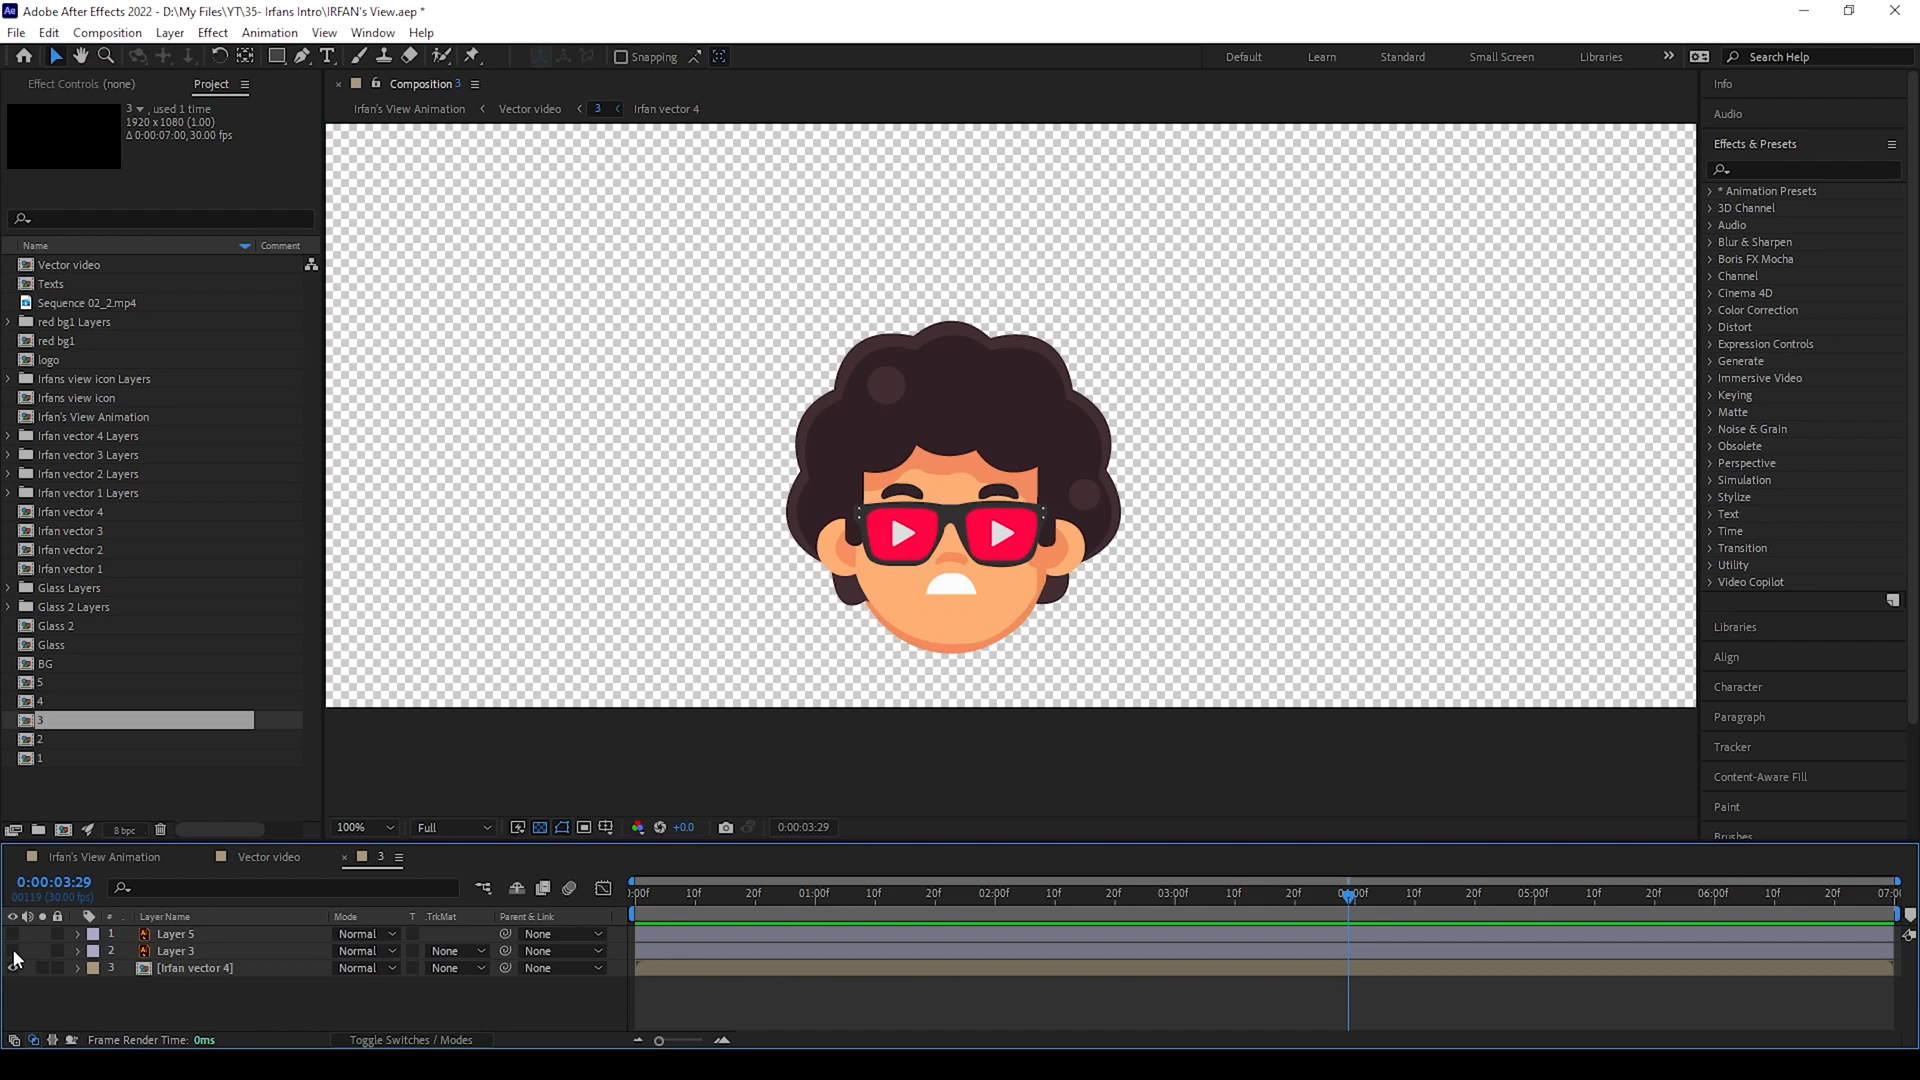 Adobe After Effects 2022 - D:\My Files\YT\35- Irfans Intro\IRFAN's View.aep *
File Edit Composition Layer Effect Animation View Window Help
Snapping Default Learn Standard Small Screen Libraries Search Help
Effect Controls (none) Project
Composition 3
Irfan's View Animation Vector video 3 Irfan vector 4
3 , used 1 time
1920 x 1080 (1.00)
Δ 0:00:07:00, 30.00 fps
Name Comment
Vector video
Texts
Sequence 02_2.mp4
red bg1 Layers
red bg1
logo
Irfans view icon Layers
Irfans view icon
Irfan's View Animation
Irfan vector 4 Layers
Irfan vector 3 Layers
Irfan vector 2 Layers
Irfan vector 1 Layers
Irfan vector 4
Irfan vector 3
Irfan vector 2
Irfan vector 1
Glass Layers
Glass 2 Layers
Glass 2
Glass
BG
5
4
3
2
1
8 bpc
100% Full +0.0 0:00:03:29
Info
Audio
Effects & Presets
* Animation Presets
3D Channel
Audio
Blur & Sharpen
Boris FX Mocha
Channel
Cinema 4D
Color Correction
Distort
Expression Controls
Generate
Immersive Video
Keying
Matte
Noise & Grain
Obsolete
Perspective
Simulation
Stylize
Text
Time
Transition
Utility
Video Copilot
Libraries
Align
Character
Paragraph
Tracker
Content-Aware Fill
Paint
Brushes
Irfan's View Animation Vector video 3
0:00:03:29
00119 (30.00 fps)
10f 20f 01:00f 10f 20f 02:00f 10f 20f 03:00f 10f 20f 10f 20f 05:00f 10f 20f 06:00f 10f 20f
# Layer Name Mode T .TrkMat Parent & Link
1 Layer 5 Normal None
2 Layer 3 Normal None None
3 [Irfan vector 4] Normal None None
Frame Render Time: 0ms Toggle Switches / Modes